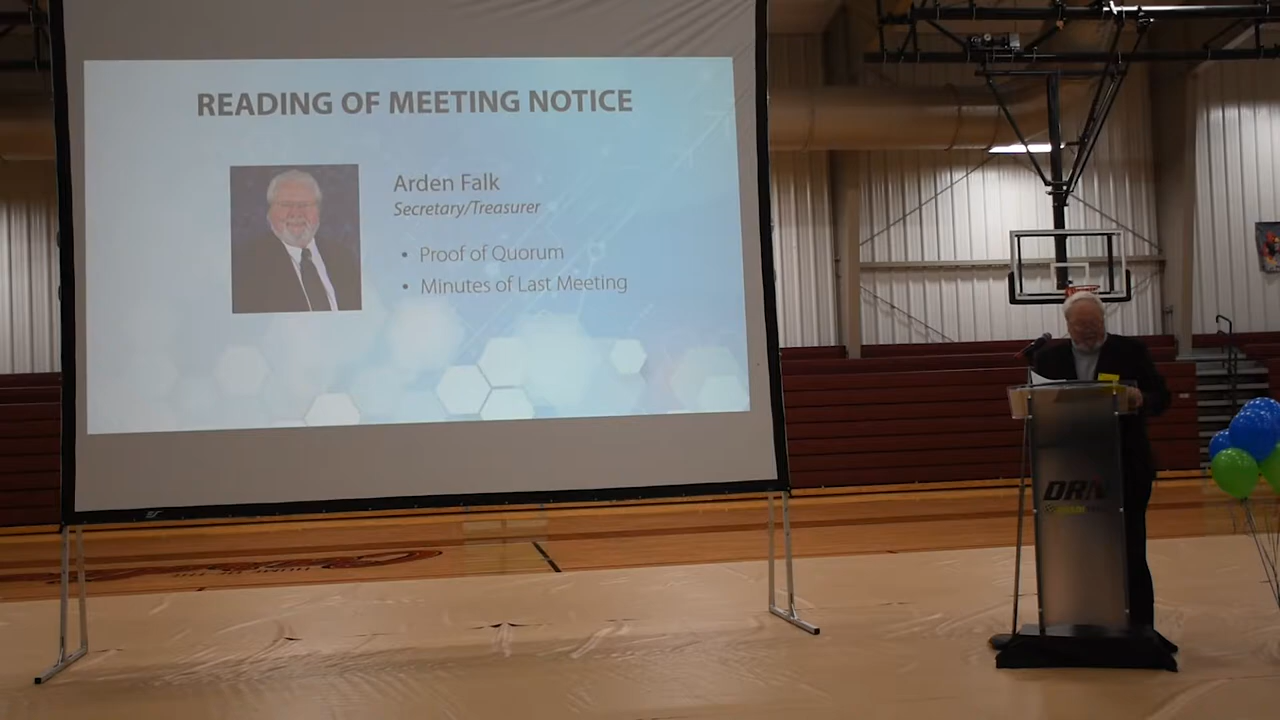 READING OF MEETING NOTICE
Arden Falk
Secretary/Treasurer
• Proof of Quorum
• Minutes of Last Meeting
DRN